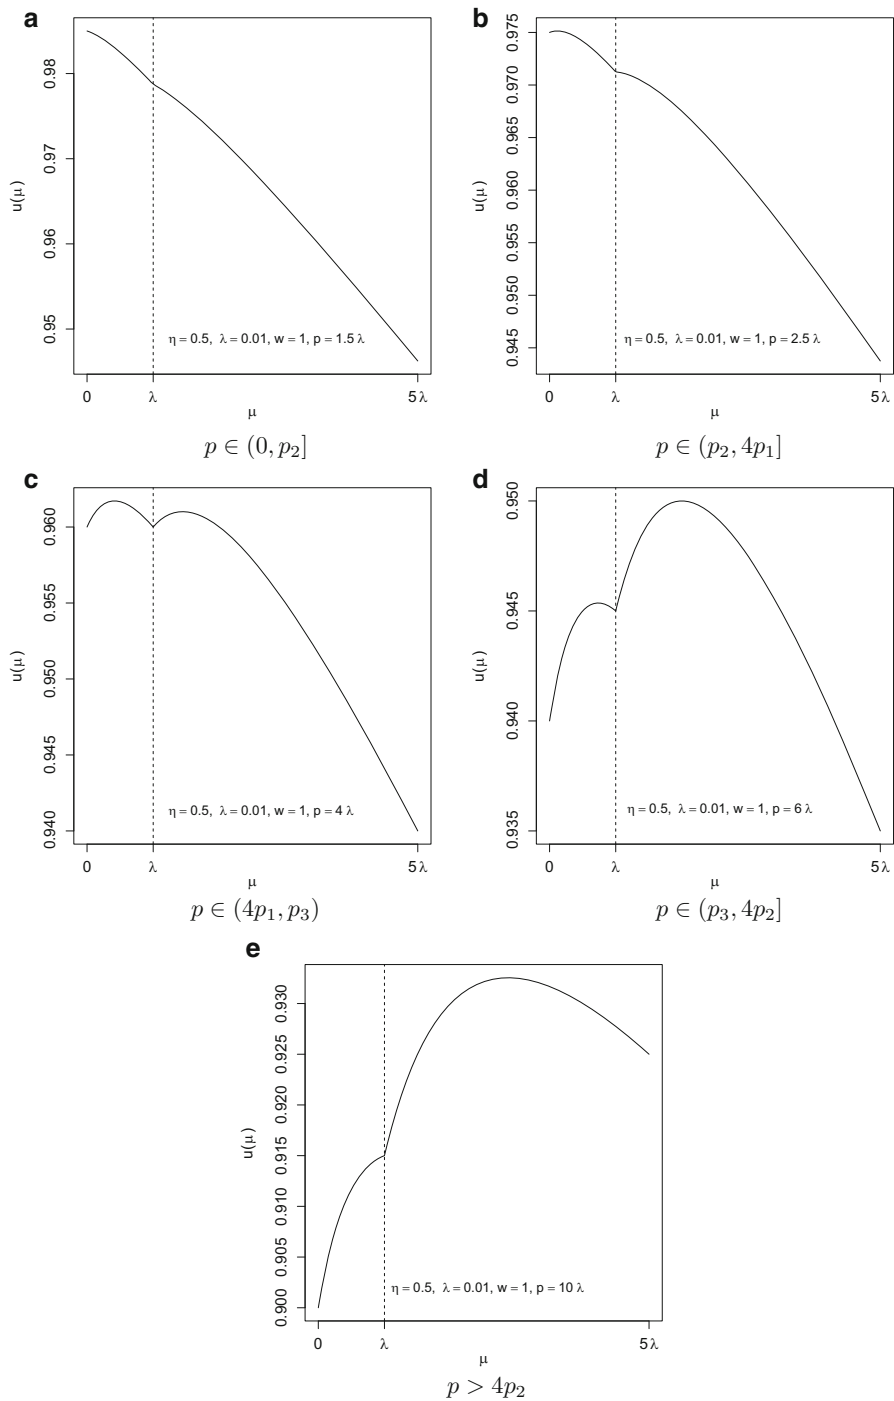 a
u(μ)
0.98
0.97
0.96
0.95
η = 0.5, λ = 0.01, w = 1, p = 1.5 λ
0 λ 5λ
μ
p ∈ (0, p₂]
b
u(μ)
0.975
0.970
0.965
0.960
0.955
0.950
0.945
η = 0.5, λ = 0.01, w = 1, p = 2.5 λ
0 λ 5λ
μ
p ∈ (p₂, 4p₁]
c
u(μ)
0.960
0.955
0.950
0.945
0.940
η = 0.5, λ = 0.01, w = 1, p = 4 λ
0 λ 5λ
μ
p ∈ (4p₁, p₃)
d
u(μ)
0.950
0.945
0.940
0.935
η = 0.5, λ = 0.01, w = 1, p = 6 λ
0 λ 5λ
μ
p ∈ (p₃, 4p₂]
e
u(μ)
0.930
0.925
0.920
0.915
0.910
0.905
0.900
η = 0.5, λ = 0.01, w = 1, p = 10 λ
0 λ 5λ
μ
p > 4p₂